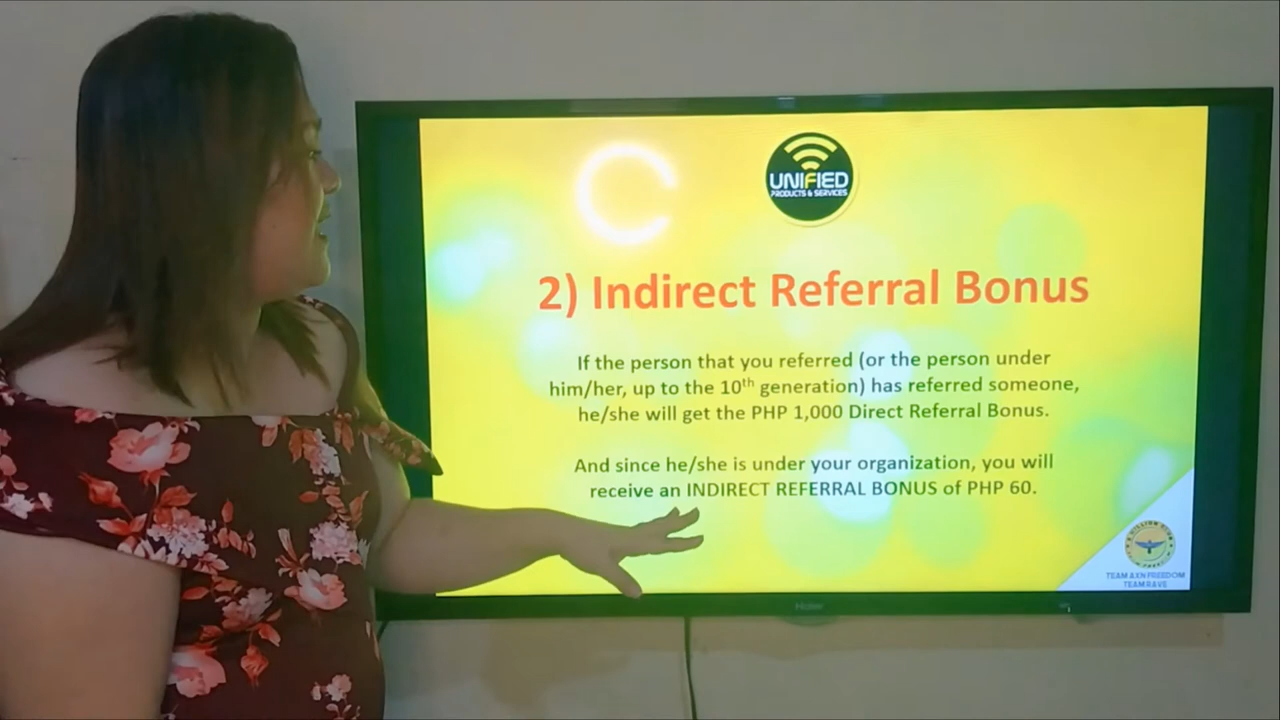 UNIFIED
PRODUCTS & SERVICES
2) Indirect Referral Bonus
If the person that you referred (or the person under
him/her, up to the 10th generation) has referred someone,
he/she will get the PHP 1,000 Direct Referral Bonus.
And since he/she is under your organization, you will
receive an INDIRECT REFERRAL BONUS of PHP 60.
TEAM AXN FREEDOM
TEAM RAVE
Haier